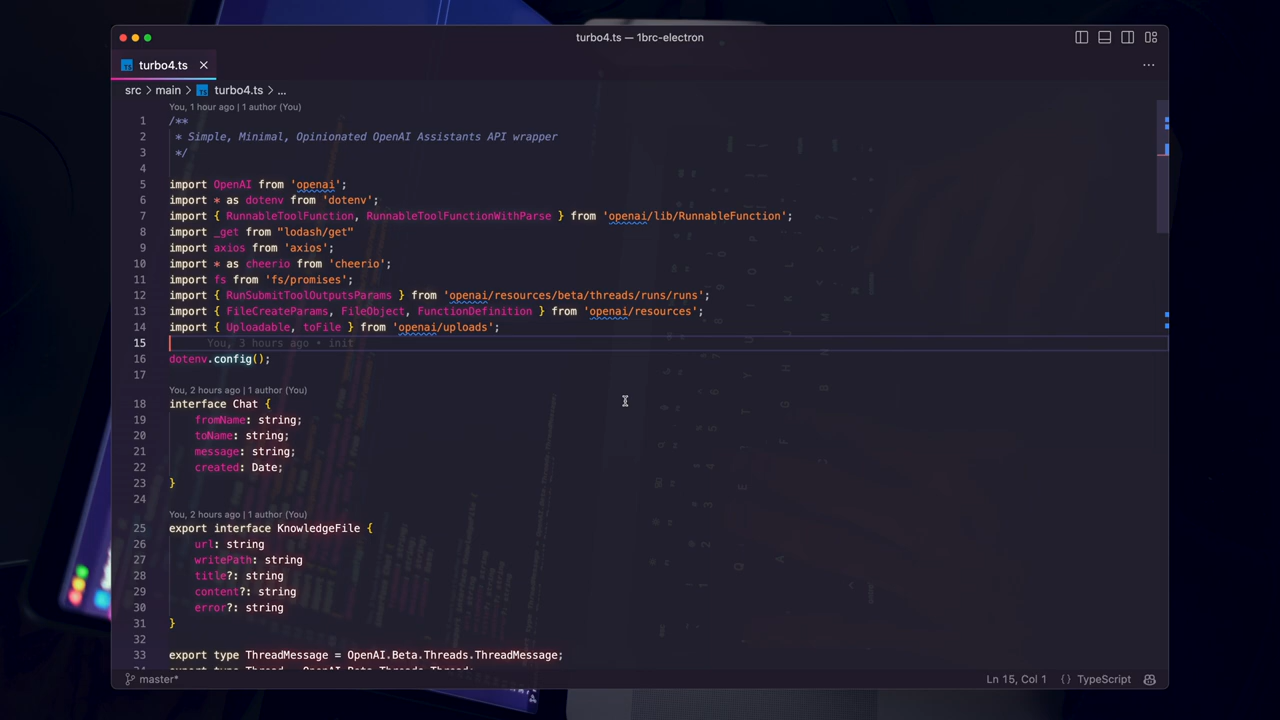 turbo4.ts — 1brc-electron
turbo4.ts
src > main > turbo4.ts > ...
You, 1 hour ago | 1 author (You)
1 /**
2 * Simple, Minimal, Opinionated OpenAI Assistants API wrapper
3 */
4
5 import OpenAI from 'openai';
6 import * as dotenv from 'dotenv';
7 import { RunnableToolFunction, RunnableToolFunctionWithParse } from 'openai/lib/RunnableFunction';
8 import _get from "lodash/get"
9 import axios from 'axios';
10 import * as cheerio from 'cheerio';
11 import fs from 'fs/promises';
12 import { RunSubmitToolOutputsParams } from 'openai/resources/beta/threads/runs/runs';
13 import { FileCreateParams, FileObject, FunctionDefinition } from 'openai/resources';
14 import { Uploadable, toFile } from 'openai/uploads';
15 You, 3 hours ago • init
16 dotenv.config();
17
You, 2 hours ago | 1 author (You)
18 interface Chat {
19 fromName: string;
20 toName: string;
21 message: string;
22 created: Date;
23 }
24
You, 2 hours ago | 1 author (You)
25 export interface KnowledgeFile {
26 url: string
27 writePath: string
28 title?: string
29 content?: string
30 error?: string
31 }
32
33 export type ThreadMessage = OpenAI.Beta.Threads.ThreadMessage;
master*
Ln 15, Col 1
{} TypeScript